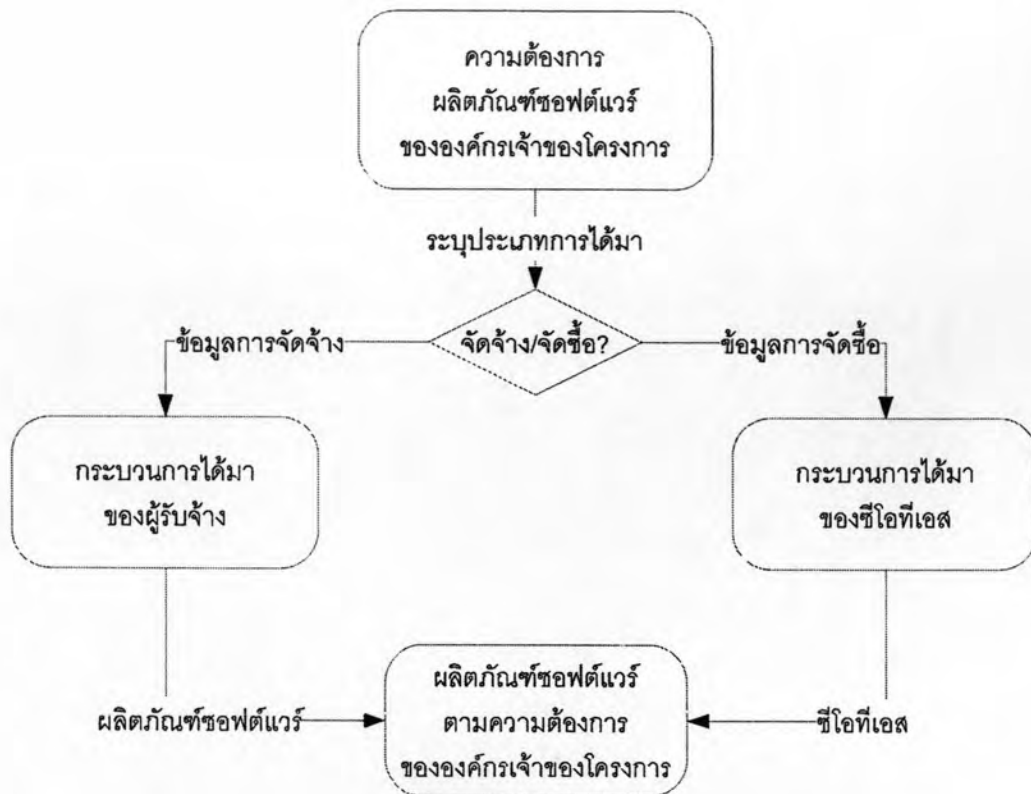 ความต้องการ
ผลิตภัณฑ์ซอฟต์แวร์
ขององค์กรเจ้าของโครงการ
ระบุประเภทการได้มา
จัดจ้าง/จัดซื้อ?
ข้อมูลการจัดจ้าง
ข้อมูลการจัดซื้อ
กระบวนการได้มา
ของผู้รับจ้าง
กระบวนการได้มา
ของซีโอทีเอส
ผลิตภัณฑ์ซอฟต์แวร์
ผลิตภัณฑ์ซอฟต์แวร์
ตามความต้องการ
ขององค์กรเจ้าของโครงการ
ซีโอทีเอส